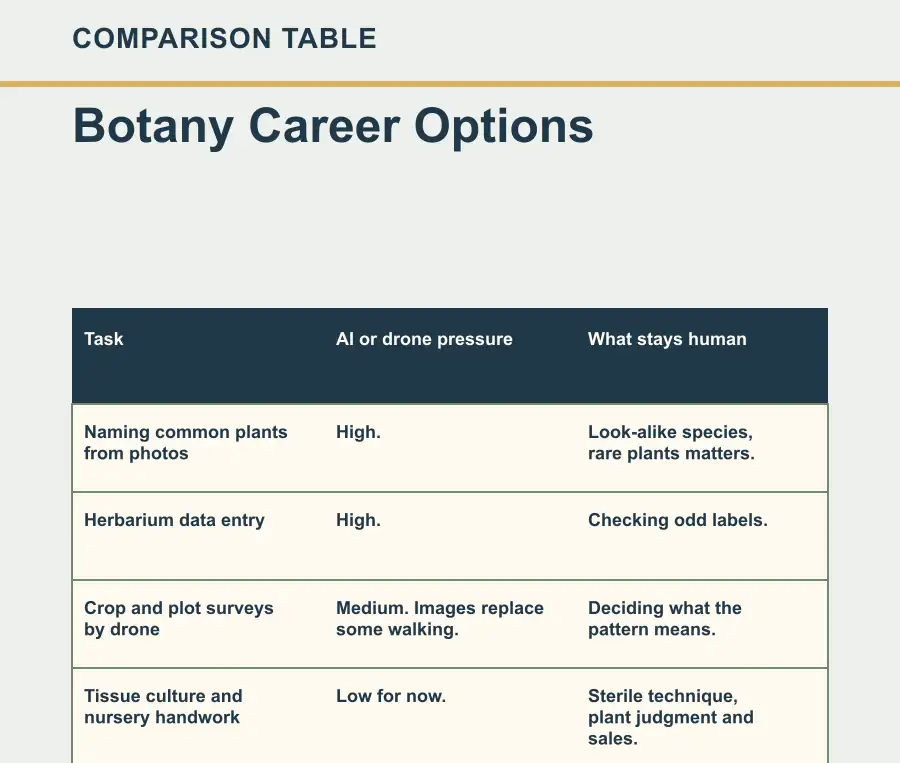 COMPARISON TABLE
Botany Career Options
Task
AI or drone pressure
What stays human
Naming common plants
from photos
High.
Look-alike species,
rare plants matters.
Herbarium data entry
High.
Checking odd labels.
Crop and plot surveys
by drone
Medium. Images replace
some walking.
Deciding what the
pattern means.
Tissue culture and
nursery handwork
Low for now.
Sterile technique,
plant judgment and
sales.